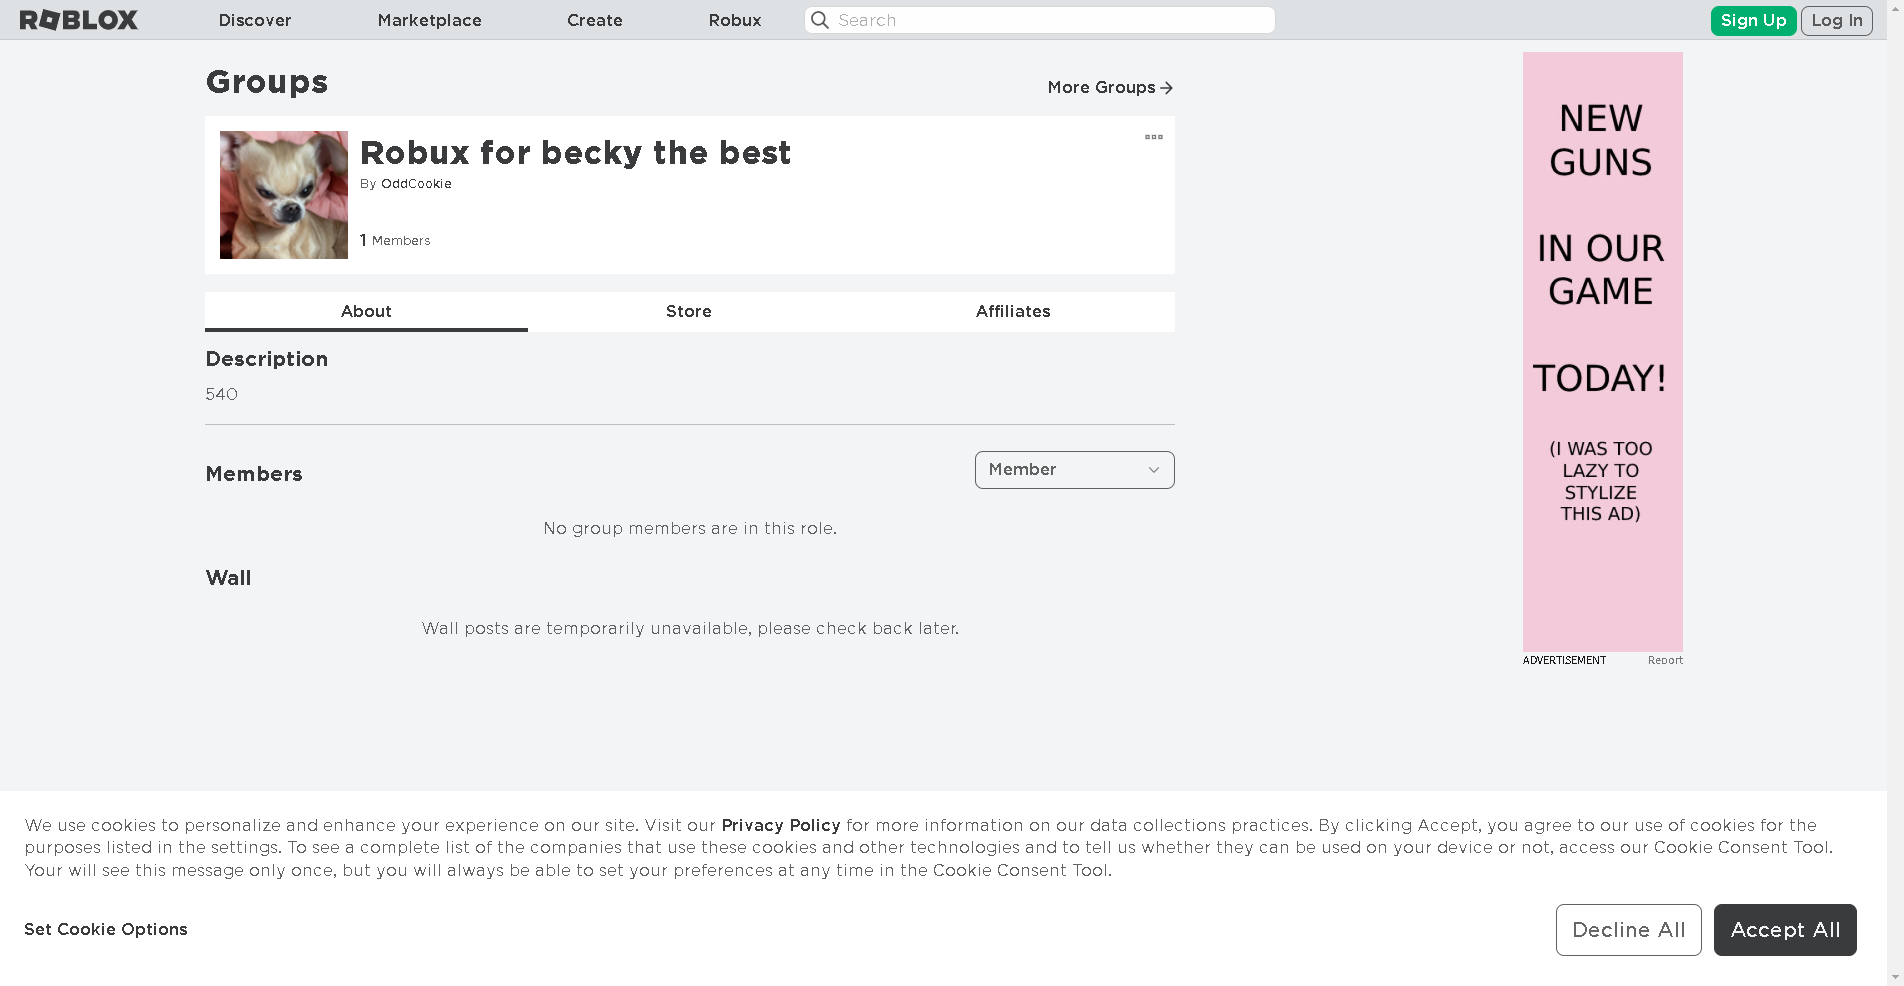 ROBLOX
Discover
Marketplace
Create
Robux
Search
Sign Up
Log In
Groups
More Groups
Robux for becky the best
By OddCookie
1 Members
About
Store
Affiliates
Description
540
Members
Member
No group members are in this role.
Wall
Wall posts are temporarily unavailable, please check back later.
NEW
GUNS
IN OUR
GAME
TODAY!
(I WAS TOO
LAZY TO
STYLIZE
THIS AD)
ADVERTISEMENT
Report
We use cookies to personalize and enhance your experience on our site. Visit our Privacy Policy for more information on our data collections practices. By clicking Accept, you agree to our use of cookies for the
purposes listed in the settings. To see a complete list of the companies that use these cookies and other technologies and to tell us whether they can be used on your device or not, access our Cookie Consent Tool.
Your will see this message only once, but you will always be able to set your preferences at any time in the Cookie Consent Tool.
Set Cookie Options
Decline All
Accept All